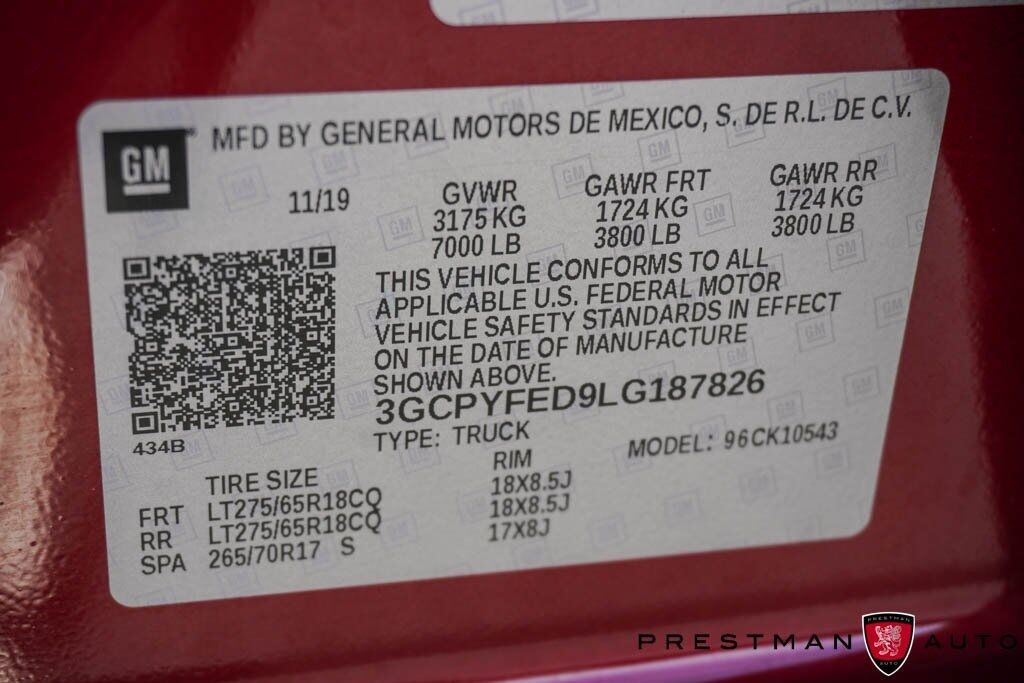 GM
MFD BY GENERAL MOTORS DE MEXICO, S. DE R.L. DE C.V.
11/19
GVWR
3175 KG
7000 LB
GAWR FRT
1724 KG
3800 LB
GAWR RR
1724 KG
3800 LB
THIS VEHICLE CONFORMS TO ALL
APPLICABLE U.S. FEDERAL MOTOR
VEHICLE SAFETY STANDARDS IN EFFECT
ON THE DATE OF MANUFACTURE
SHOWN ABOVE.
3GCPYFED9LG187826
434B
TYPE: TRUCK
MODEL: 96CK10543
TIRE SIZE
RIM
FRT LT275/65R18CQ 18X8.5J
RR LT275/65R18CQ 18X8.5J
SPA 265/70R17 S 17X8J
PRESTMAN AUTO
PRESTMAN
AUTO